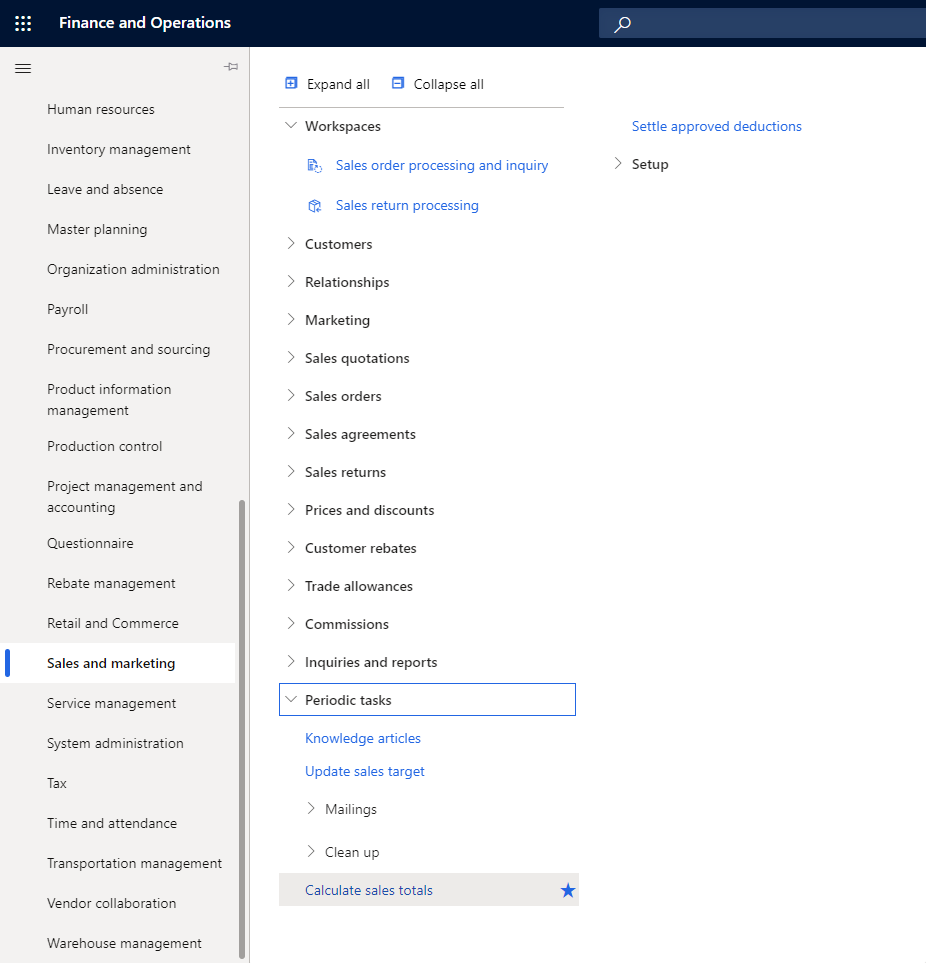 Finance and Operations
Human resources
Inventory management
Leave and absence
Master planning
Organization administration
Payroll
Procurement and sourcing
Product information
management
Production control
Project management and
accounting
Questionnaire
Rebate management
Retail and Commerce
Sales and marketing
Service management
System administration
Tax
Time and attendance
Transportation management
Vendor collaboration
Warehouse management
Expand all
Collapse all
Workspaces
Sales order processing and inquiry
Sales return processing
Customers
Relationships
Marketing
Sales quotations
Sales orders
Sales agreements
Sales returns
Prices and discounts
Customer rebates
Trade allowances
Commissions
Inquiries and reports
Periodic tasks
Knowledge articles
Update sales target
Mailings
Clean up
Calculate sales totals
Settle approved deductions
Setup